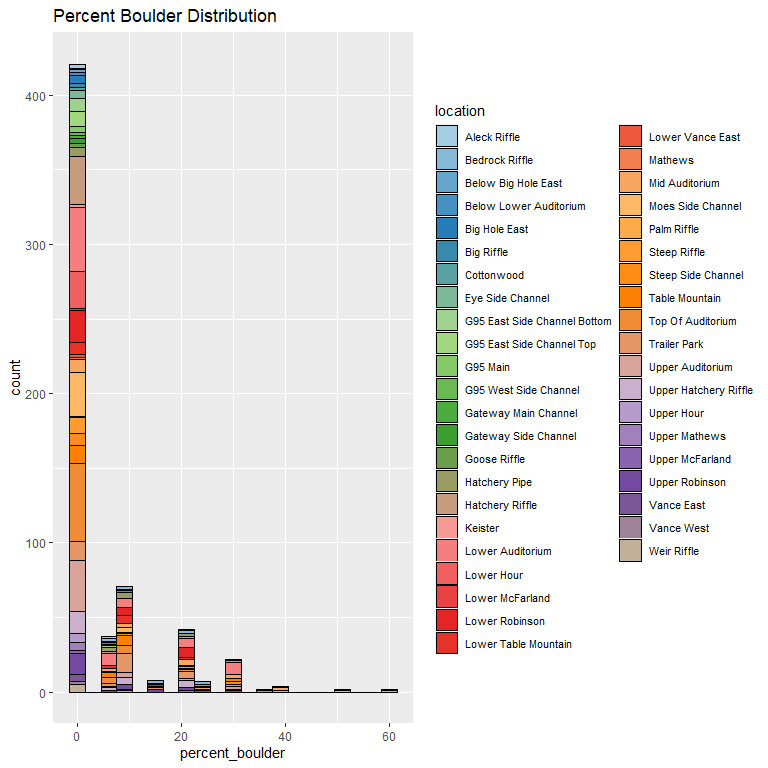 Percent Boulder Distribution
count
400
300
200
100
0
0 20 40 60
percent_boulder
location
Aleck Riffle
Bedrock Riffle
Below Big Hole East
Below Lower Auditorium
Big Hole East
Big Riffle
Cottonwood
Eye Side Channel
G95 East Side Channel Bottom
G95 East Side Channel Top
G95 Main
G95 West Side Channel
Gateway Main Channel
Gateway Side Channel
Goose Riffle
Hatchery Pipe
Hatchery Riffle
Keister
Lower Auditorium
Lower Hour
Lower McFarland
Lower Robinson
Lower Table Mountain
Lower Vance East
Mathews
Mid Auditorium
Moes Side Channel
Palm Riffle
Steep Riffle
Steep Side Channel
Table Mountain
Top Of Auditorium
Trailer Park
Upper Auditorium
Upper Hatchery Riffle
Upper Hour
Upper Mathews
Upper McFarland
Upper Robinson
Vance East
Vance West
Weir Riffle